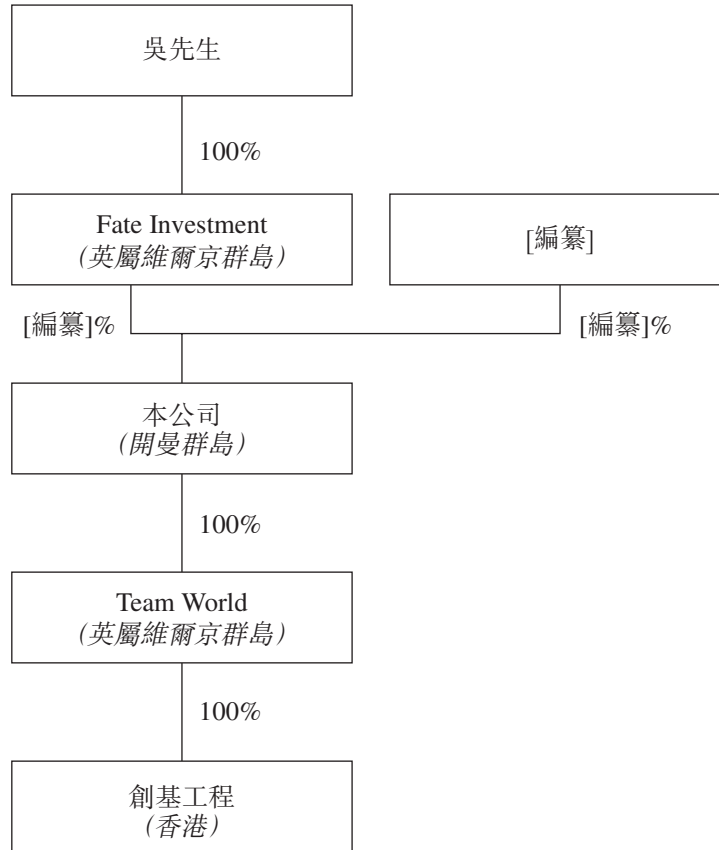 吳先生
100%
Fate Investment
(英屬維爾京群島)
[編纂]
[編纂]%
[編纂]%
本公司
(開曼群島)
100%
Team World
(英屬維爾京群島)
100%
創基工程
(香港)